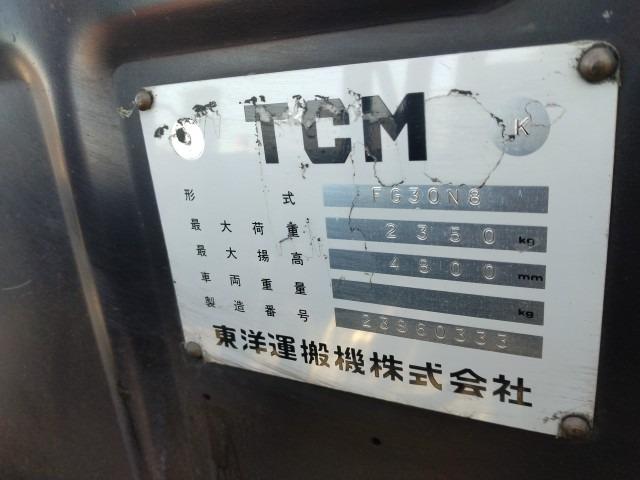 TCM
K
形式 FG30N8
最大荷重 2350 kg
最大揚高 4800 mm
車両重量 kg
製造番号 23860333
東洋運搬機株式会社